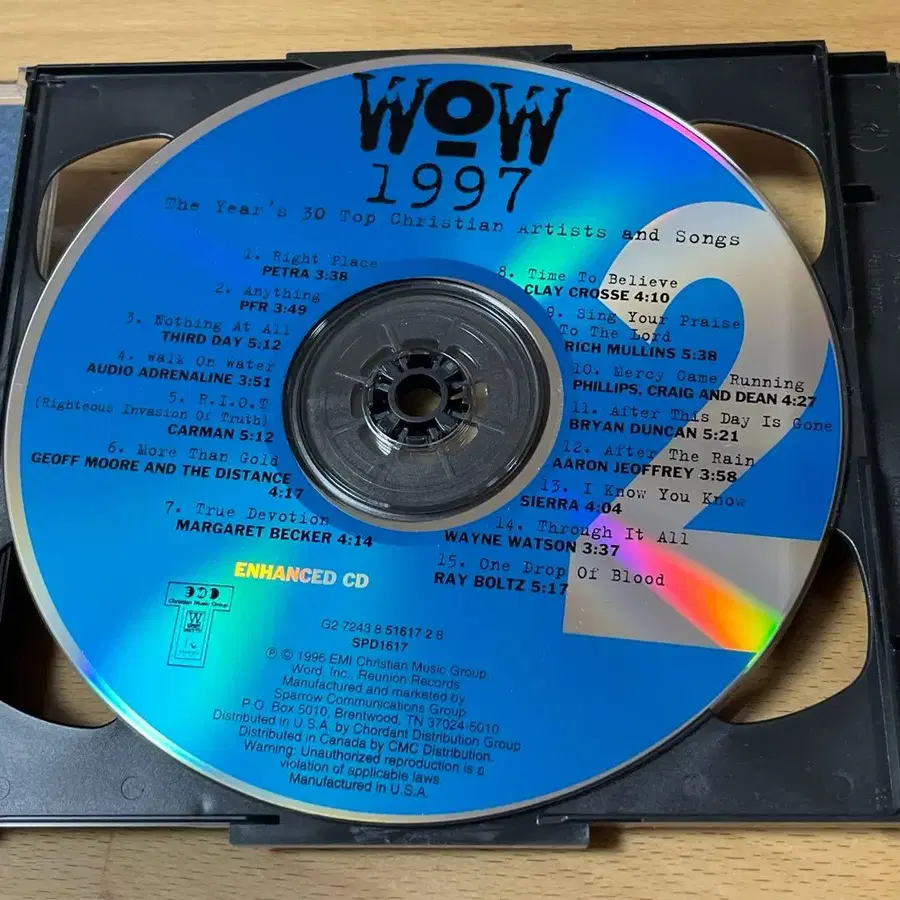 WOW
1997
The Year's 30 Top Christian Artists and Songs
1. Right Place
PETRA 3:38
2. Anything
PFR 3:49
3. Nothing At All
THIRD DAY 5:12
4. Walk On Water
AUDIO ADRENALINE 3:51
5. R.I.O.T
(Righteous Invasion Of Truth)
CARMAN 5:12
6. More Than Gold
GEOFF MOORE AND THE DISTANCE
4:17
7. True Devotion
MARGARET BECKER 4:14
8. Time To Believe
CLAY CROSSE 4:10
9. Sing Your Praise
To The Lord
RICH MULLINS 5:38
10. Mercy Came Running
PHILLIPS, CRAIG AND DEAN 4:27
11. After This Day Is Gone
BRYAN DUNCAN 5:21
12. After The Rain
AARON JEOFFREY 3:58
13. I Know You Know
SIERRA 4:04
14. Through It All
WAYNE WATSON 3:37
15. One Drop Of Blood
RAY BOLTZ 5:17
2
ENHANCED CD
Christian Music Group
G2 7243 8 51617 2 8
SPD1617
℗ © 1996 EMI Christian Music Group
Word, Inc., Reunion Records
Manufactured and marketed by
Sparrow Communications Group
P.O. Box 5010, Brentwood, TN 37024-5010
Distributed in U.S.A. by Chordant Distribution Group
Distributed in Canada by CMC Distribution.
Warning: Unauthorized reproduction is a
violation of applicable laws
Manufactured in U.S.A.